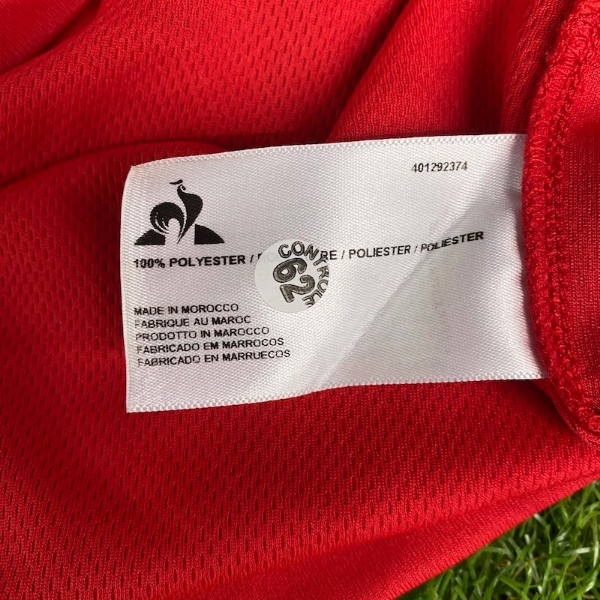 401292374
100% POLYESTER / RE / POLIESTER / POLIESTER
CONTROLE
62
MADE IN MOROCCO
FABRIQUE AU MAROC
PRODOTTO IN MAROCCO
FABRICADO EM MARROCOS
FABRICADO EN MARRUECOS